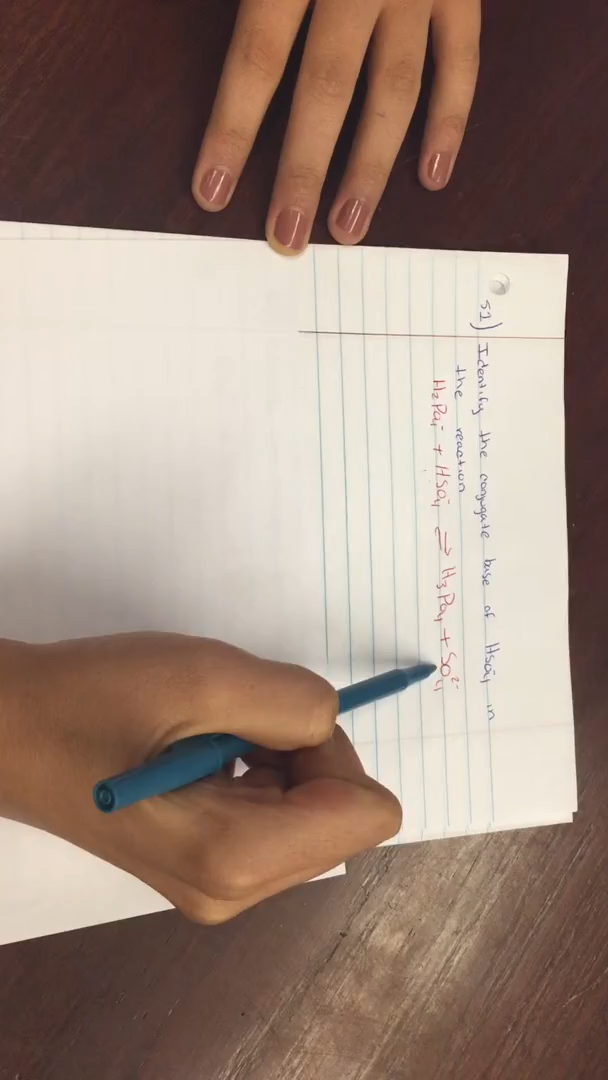 51) Identify the conjugate base of HSO₄⁻ in
the reaction
H₂PO₄⁻ + HSO₄⁻ ⇌ H₃PO₄ + SO₄²⁻